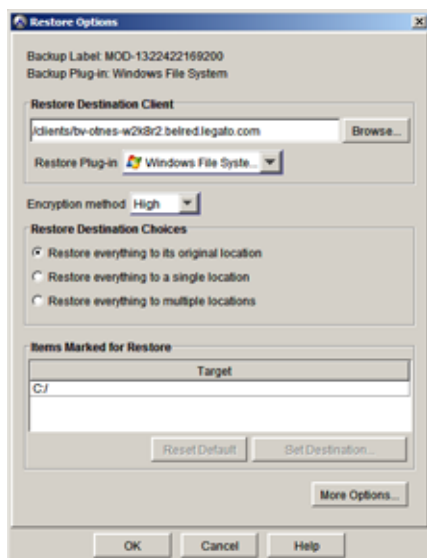 Restore Options
Backup Label: MOD-1322422169200
Backup Plug-in: Windows File System
Restore Destination Client
/clients/bv-otnes-w2k8r2.belred.legato.com
Browse...
Restore Plug-in
Windows File Syste...
Encryption method
High
Restore Destination Choices
Restore everything to its original location
Restore everything to a single location
Restore everything to multiple locations
Items Marked for Restore
Target
C:/
Reset Default
Set Destination...
More Options...
OK
Cancel
Help